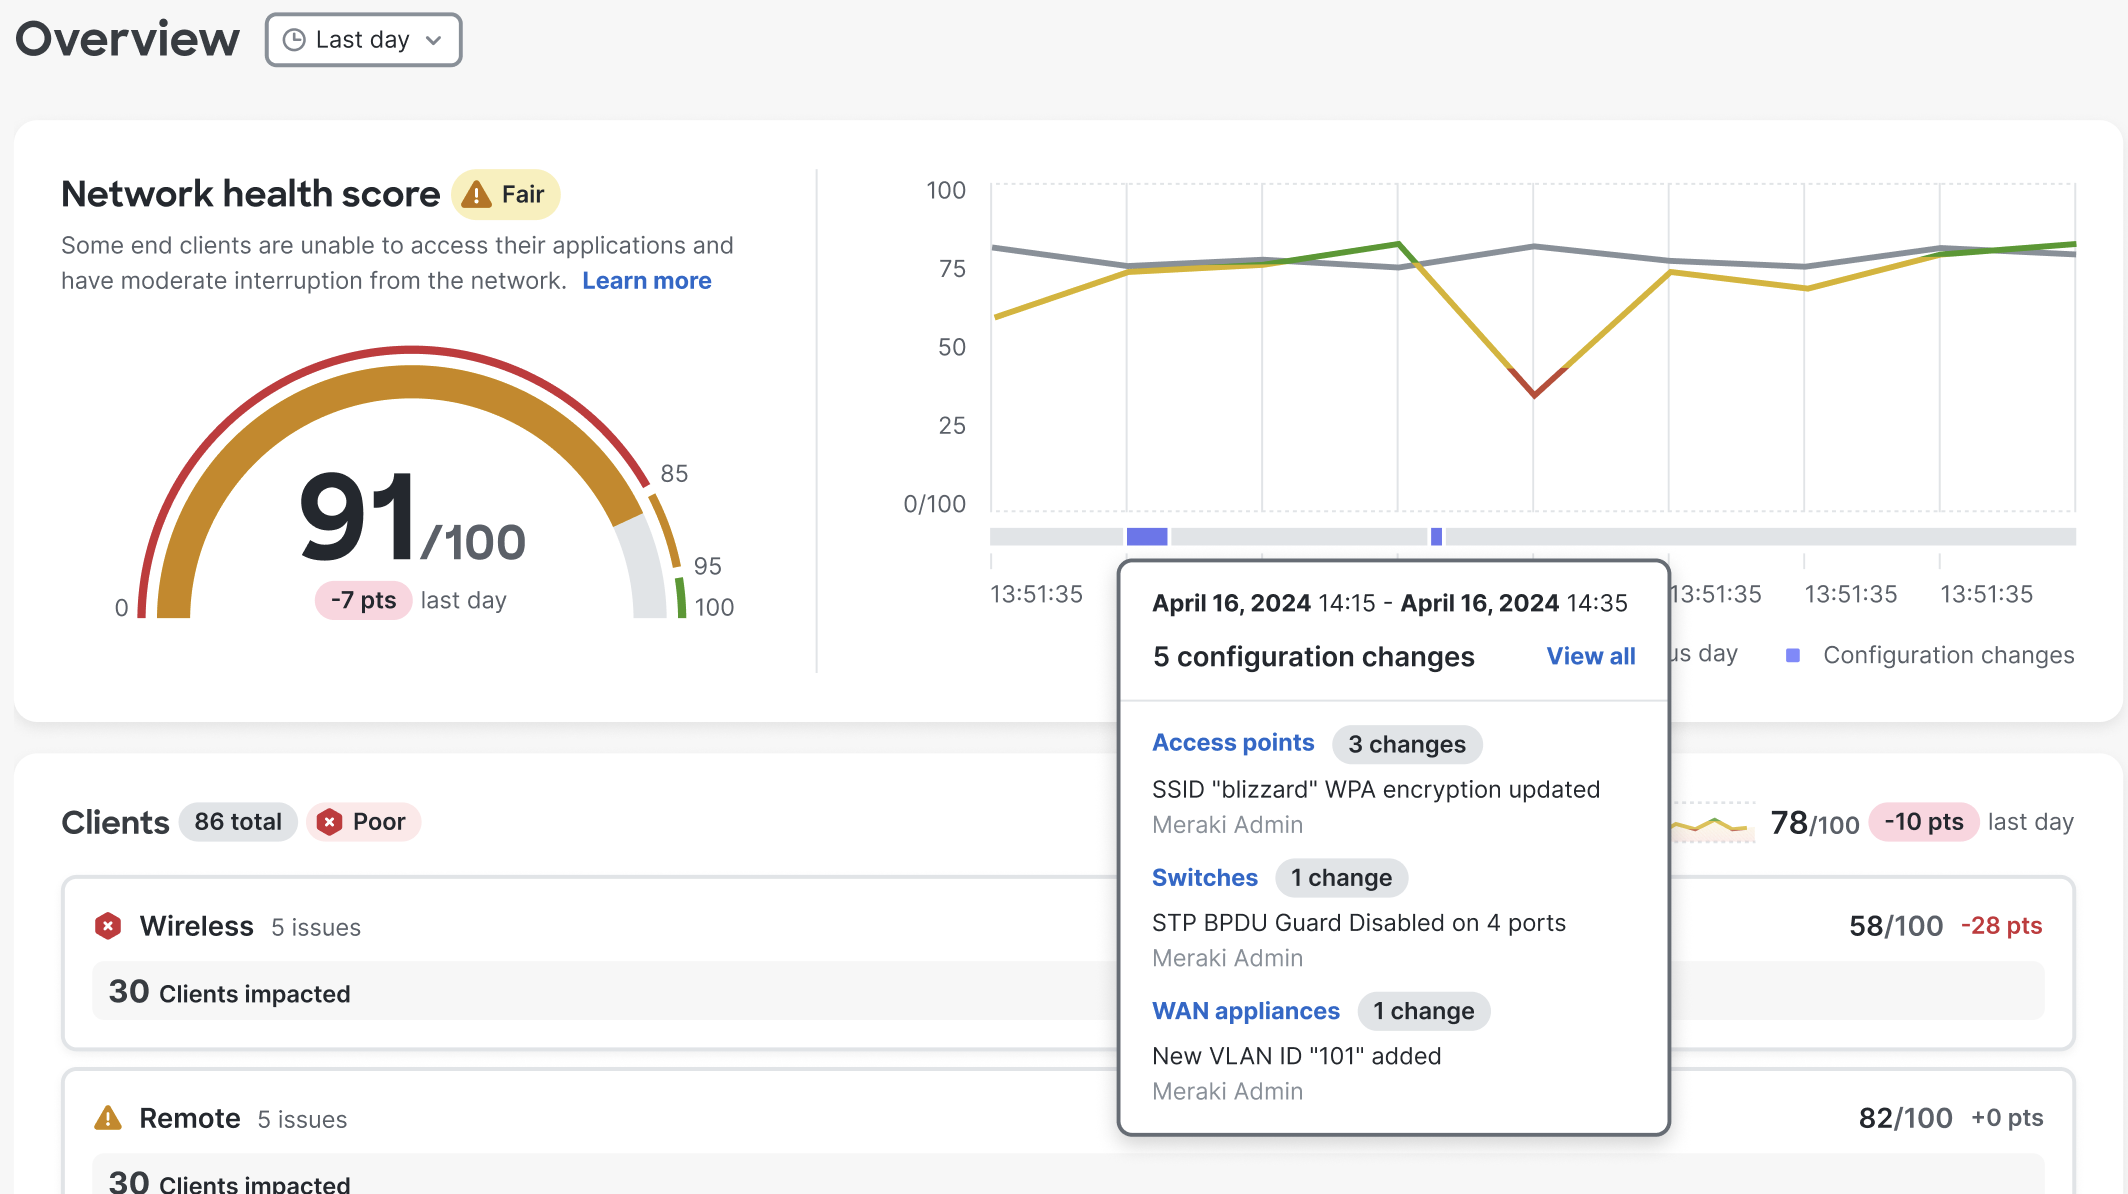 Overview
Last day
Network health score
Fair
Some end clients are unable to access their applications and
have moderate interruption from the network. Learn more
0
85
95
100
91/100
-7 pts last day
100
75
50
25
0/100
13:51:35
13:51:35
13:51:35
13:51:35
us day
Configuration changes
April 16, 2024 14:15 - April 16, 2024 14:35
5 configuration changes
View all
Access points
3 changes
SSID "blizzard" WPA encryption updated
Meraki Admin
Switches
1 change
STP BPDU Guard Disabled on 4 ports
Meraki Admin
WAN appliances
1 change
New VLAN ID "101" added
Meraki Admin
Clients
86 total
Poor
78/100
-10 pts last day
Wireless 5 issues
58/100 -28 pts
30 Clients impacted
Remote 5 issues
82/100 +0 pts
30 Clients impacted